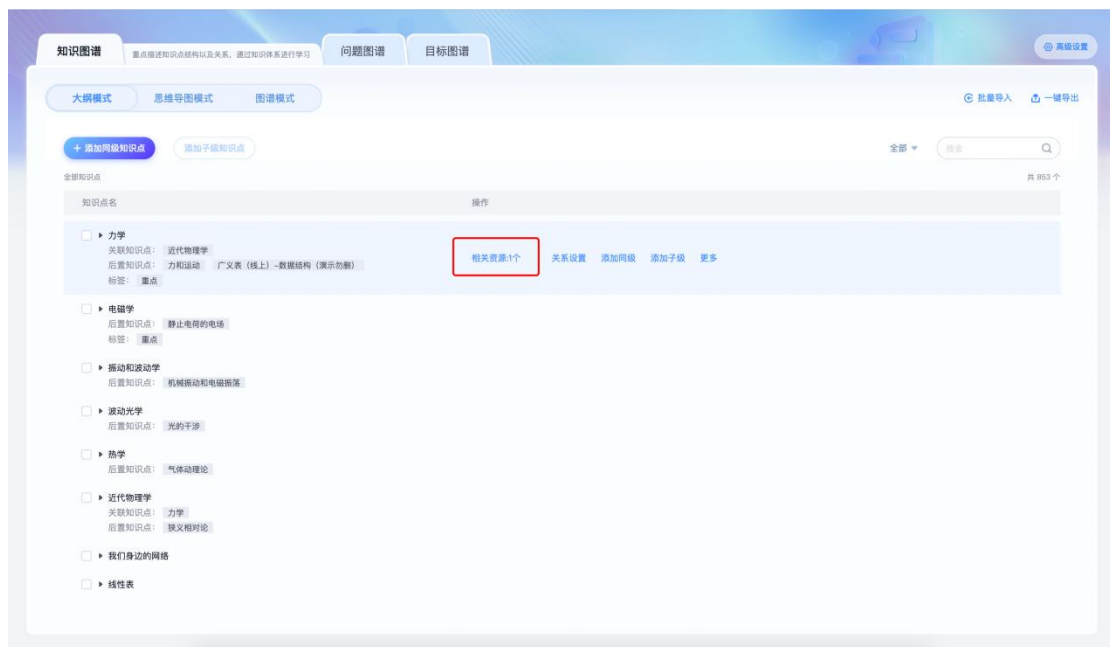 知识图谱 重点描述知识点结构以及关系，通过知识体系进行学习 问题图谱 目标图谱 高级设置
大纲模式 思维导图模式 图谱模式 批量导入 一键导出
+ 添加同级知识点 添加子级知识点 全部 搜索
全部知识点 共 853 个
知识点名 操作
力学
关联知识点： 近代物理学
后置知识点： 力和运动 广义表（线上）-数据结构（演示勿删） 相关资源:1个 关系设置 添加同级 添加子级 更多
标签： 重点
电磁学
后置知识点： 静止电荷的电场
标签： 重点
振动和波动学
后置知识点： 机械振动和电磁振荡
波动光学
后置知识点： 光的干涉
热学
后置知识点： 气体动理论
近代物理学
关联知识点： 力学
后置知识点： 狭义相对论
我们身边的网络
线性表